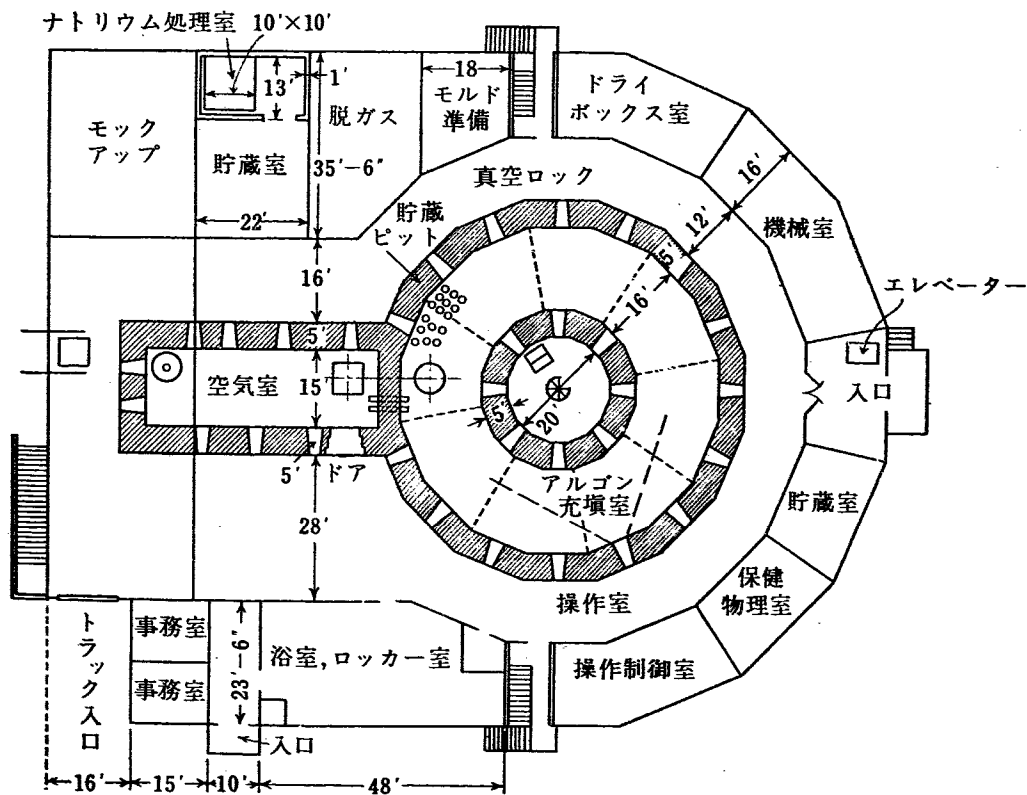 ナトリウム処理室 10'×10'
モック
アップ
13'
1'
脱ガス
18
モルド
準備
ドライ
ボックス室
貯蔵室
35'-6"
22'
真空ロック
貯蔵
ピット
16'
12'
機械室
5'
16'
エレベーター
入口
16'
5'
空気室
15'
5'
20'
5'
ドア
アルゴン
充塡室
28'
貯蔵室
保健
物理室
操作室
操作制御室
トラック入口
事務室
事務室
23'-6"
浴室,ロッカー室
入口
16'
15'
10'
48'